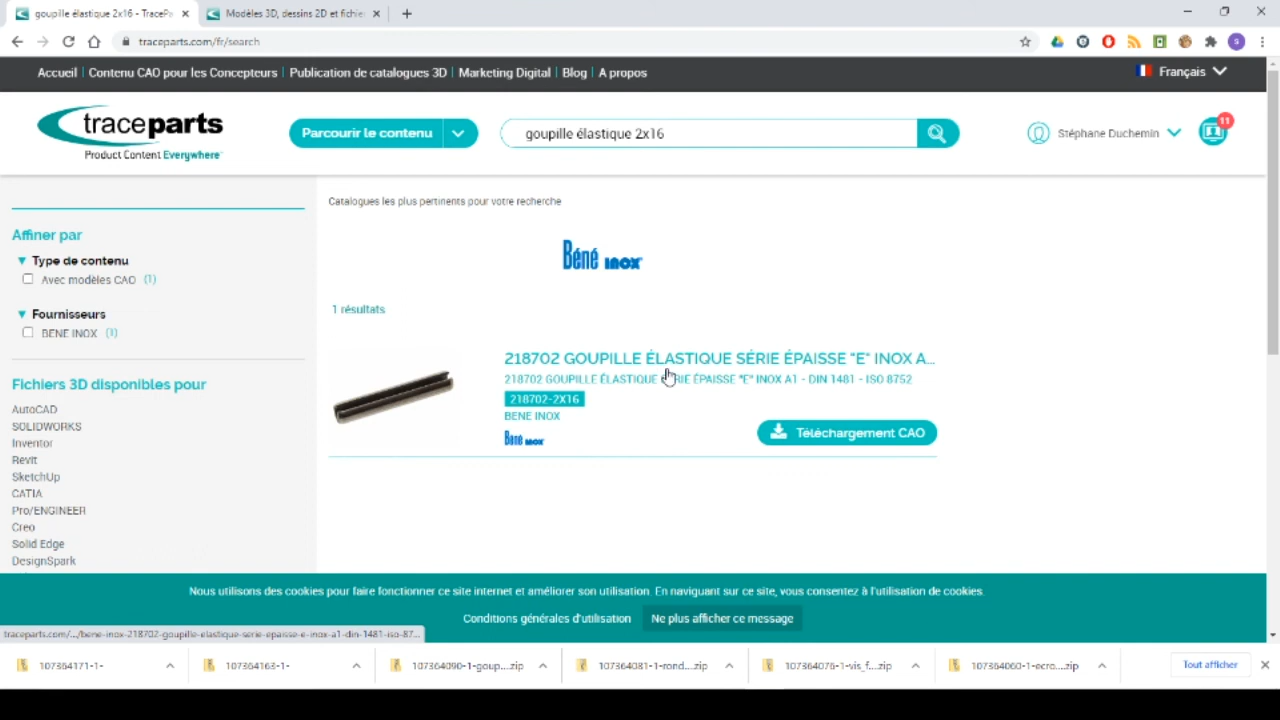 goupille élastique 2x16 - TracePa
Modèles 3D, dessins 2D et fichie
traceparts.com/fr/search
Accueil | Contenu CAO pour les Concepteurs | Publication de catalogues 3D | Marketing Digital | Blog | A propos
Français
traceparts
Product Content Everywhere
Parcourir le contenu
goupille élastique 2x16
Stéphane Duchemin
11
Affiner par
Type de contenu
Avec modèles CAO (1)
Fournisseurs
BENE INOX (1)
Fichiers 3D disponibles pour
AutoCAD
SOLIDWORKS
Inventor
Revit
SketchUp
CATIA
Pro/ENGINEER
Creo
Solid Edge
DesignSpark
Catalogues les plus pertinents pour votre recherche
Béné INOX
1 résultats
218702 GOUPILLE ÉLASTIQUE SÉRIE ÉPAISSE "E" INOX A...
218702 GOUPILLE ÉLASTIQUE SÉRIE ÉPAISSE "E" INOX A1 - DIN 1481 - ISO 8752
218702-2X16
BENE INOX
Béné INOX
Téléchargement CAO
Nous utilisons des cookies pour faire fonctionner ce site internet et améliorer son utilisation. En naviguant sur ce site, vous consentez à l'utilisation de cookies.
Conditions générales d'utilisation
Ne plus afficher ce message
traceparts.com/.../bene-inox-218702-goupille-elastique-serie-epaisse-e-inox-a1-din-1481-iso-87...
107364171-1-
107364163-1-
107364090-1-goup....zip
107364081-1-rond....zip
107364076-1-vis_f....zip
107364060-1-ecro....zip
Tout afficher